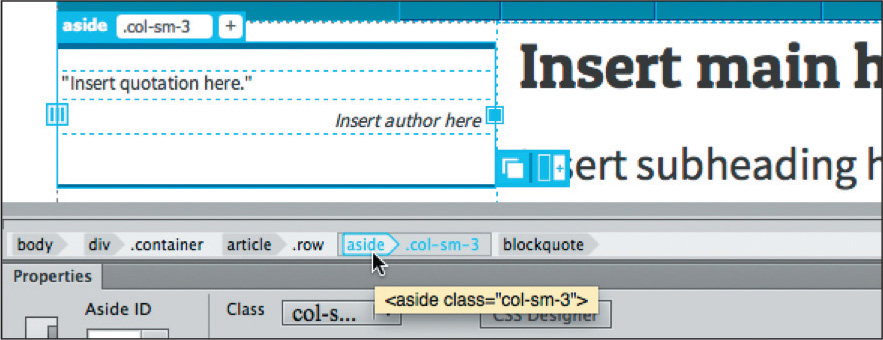 aside .col-sm-3 +
Insert main h
"Insert quotation here."
Insert author here
sert subheading h
body div .container article .row aside .col-sm-3 blockquote
Properties
<aside class="col-sm-3">
Aside ID Class col-s...
CSS Designer